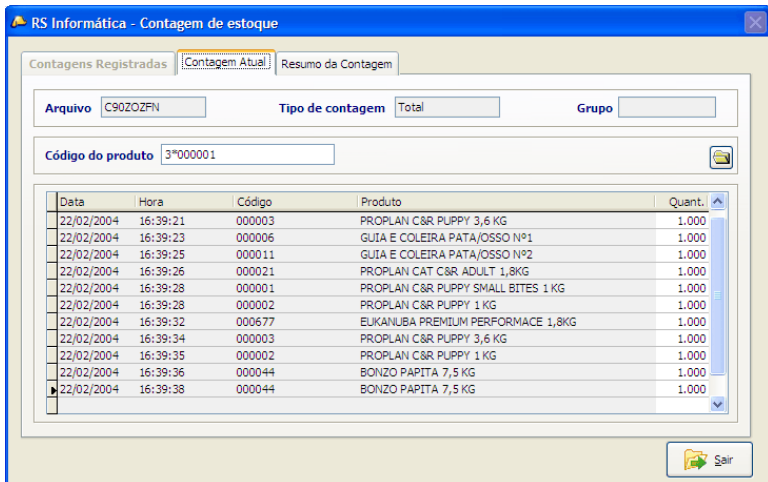 RS Informática - Contagem de estoque
Contagens Registradas Contagem Atual Resumo da Contagem
Arquivo C90ZOZFN Tipo de contagem Total Grupo
Código do produto 3*000001
Data Hora Código Produto Quant.
22/02/2004 16:39:21 000003 PROPLAN C&R PUPPY 3,6 KG 1.000
22/02/2004 16:39:23 000006 GUIA E COLEIRA PATA/OSSO Nº1 1.000
22/02/2004 16:39:25 000011 GUIA E COLEIRA PATA/OSSO Nº2 1.000
22/02/2004 16:39:26 000021 PROPLAN CAT C&R ADULT 1,8KG 1.000
22/02/2004 16:39:28 000001 PROPLAN C&R PUPPY SMALL BITES 1 KG 1.000
22/02/2004 16:39:28 000002 PROPLAN C&R PUPPY 1 KG 1.000
22/02/2004 16:39:32 000677 EUKANUBA PREMIUM PERFORMACE 1,8KG 1.000
22/02/2004 16:39:34 000003 PROPLAN C&R PUPPY 3,6 KG 1.000
22/02/2004 16:39:35 000002 PROPLAN C&R PUPPY 1 KG 1.000
22/02/2004 16:39:36 000044 BONZO PAPITA 7,5 KG 1.000
22/02/2004 16:39:38 000044 BONZO PAPITA 7,5 KG 1.000
Sair